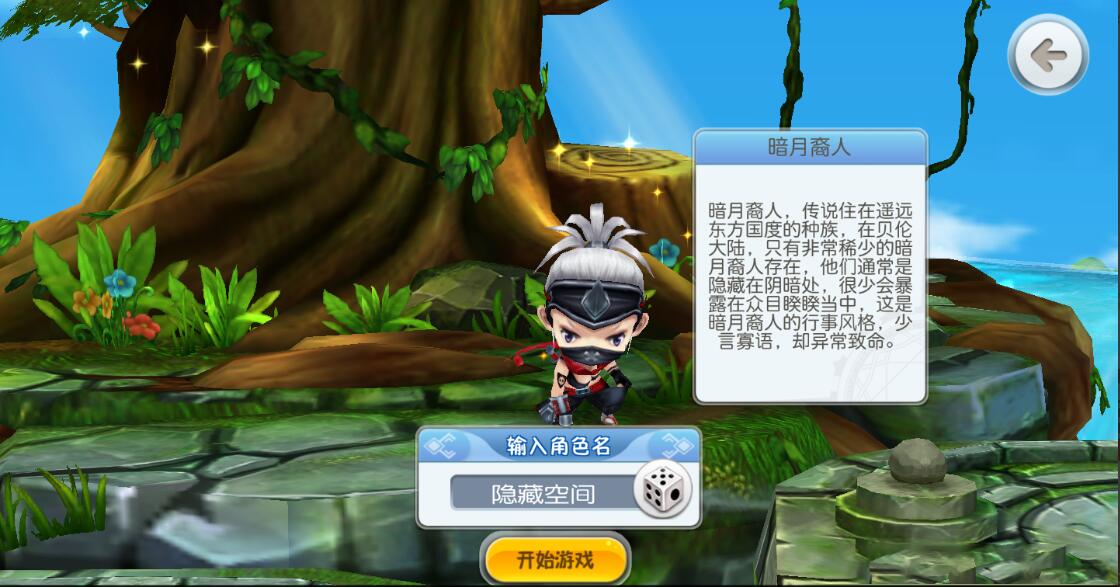 暗月裔人
暗月裔人，传说住在遥远
东方国度的种族，在贝伦
大陆，只有非常稀少的暗
月裔人存在，他们通常是
隐藏在阴暗处，很少会暴
露在众目睽睽当中，这是
暗月裔人的行事风格，少
言寡语，却异常致命。
输入角色名
隐藏空间
开始游戏